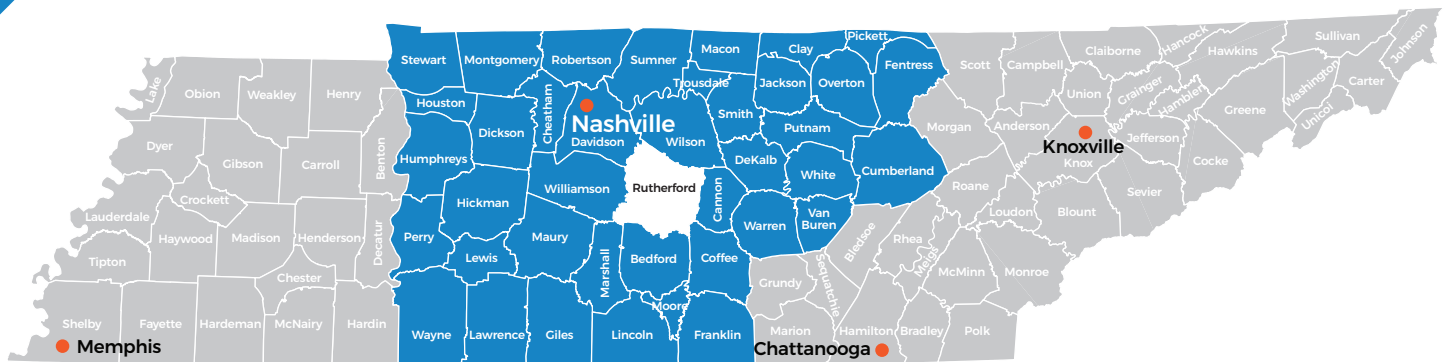 Stewart
Montgomery
Robertson
Sumner
Macon
Clay
Pickett
Fentress
Scott
Campbell
Claiborne
Hancock
Hawkins
Sullivan
Johnson
Lake
Obion
Weakley
Henry
Houston
Cheatham
Trousdale
Jackson
Overton
Union
Grainger
Hamblen
Washington
Carter
Unicoi
Greene
Dickson
Nashville
Davidson
Wilson
Smith
Putnam
Morgan
Anderson
Knoxville
Knox
Jefferson
Cocke
Dyer
Gibson
Carroll
Benton
Humphreys
Williamson
Rutherford
Cannon
DeKalb
White
Cumberland
Roane
Loudon
Blount
Sevier
Lauderdale
Crockett
Haywood
Madison
Henderson
Decatur
Perry
Hickman
Lewis
Maury
Marshall
Bedford
Coffee
Warren
Van
Buren
Bledsoe
Rhea
Meigs
McMinn
Monroe
Tipton
Chester
Moore
Grundy
Sequatchie
Shelby
Fayette
Hardeman
McNairy
Hardin
Wayne
Lawrence
Giles
Lincoln
Franklin
Marion
Hamilton
Bradley
Polk
Memphis
Chattanooga